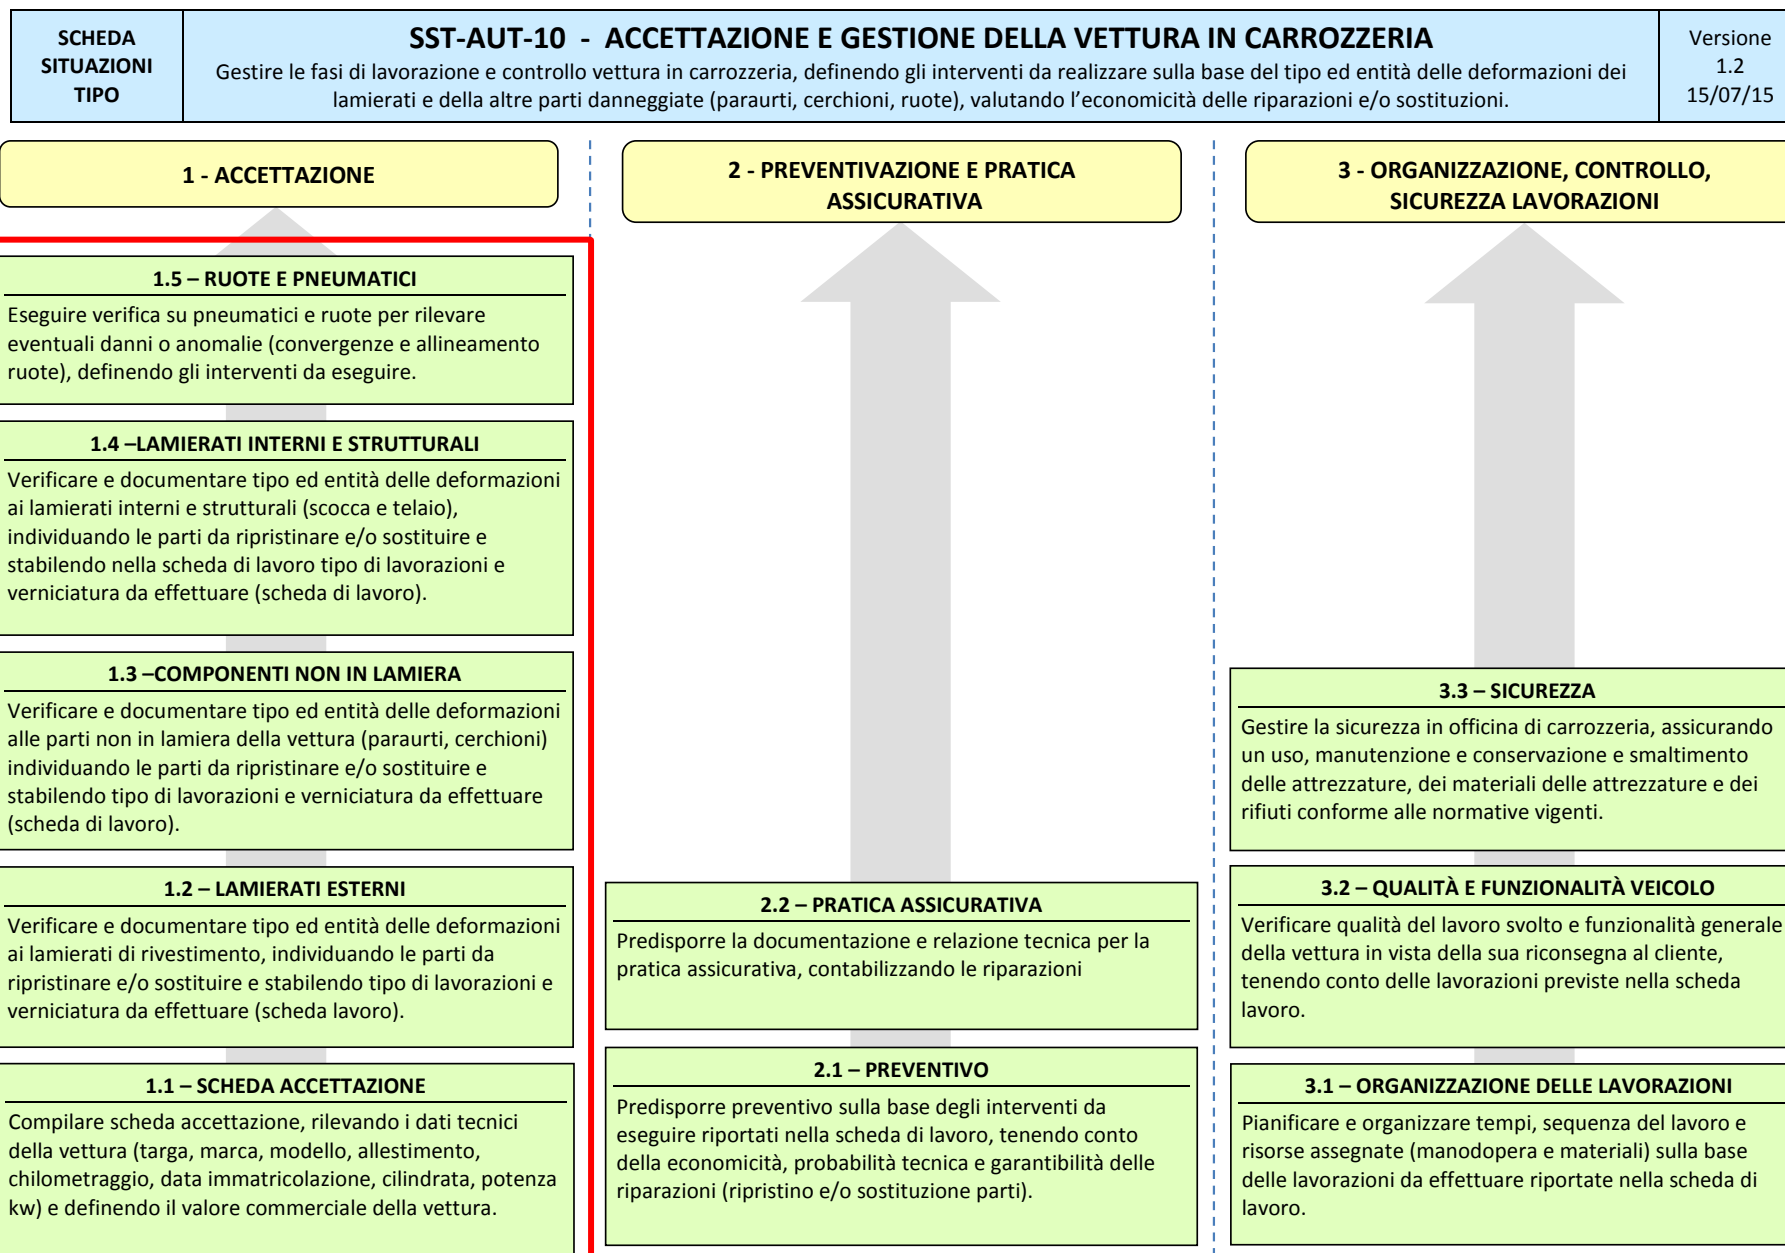 SCHEDA
SITUAZIONI
TIPO
SST-AUT-10 - ACCETTAZIONE E GESTIONE DELLA VETTURA IN CARROZZERIA
Gestire le fasi di lavorazione e controllo vettura in carrozzeria, definendo gli interventi da realizzare sulla base del tipo ed entità delle deformazioni dei
lamierati e della altre parti danneggiate (paraurti, cerchioni, ruote), valutando l’economicità delle riparazioni e/o sostituzioni.
Versione
1.2
15/07/15
1 - ACCETTAZIONE
1.5 – RUOTE E PNEUMATICI
Eseguire verifica su pneumatici e ruote per rilevare
eventuali danni o anomalie (convergenze e allineamento
ruote), definendo gli interventi da eseguire.
1.4 –LAMIERATI INTERNI E STRUTTURALI
Verificare e documentare tipo ed entità delle deformazioni
ai lamierati interni e strutturali (scocca e telaio),
individuando le parti da ripristinare e/o sostituire e
stabilendo nella scheda di lavoro tipo di lavorazioni e
verniciatura da effettuare (scheda di lavoro).
1.3 –COMPONENTI NON IN LAMIERA
Verificare e documentare tipo ed entità delle deformazioni
alle parti non in lamiera della vettura (paraurti, cerchioni)
individuando le parti da ripristinare e/o sostituire e
stabilendo tipo di lavorazioni e verniciatura da effettuare
(scheda di lavoro).
1.2 – LAMIERATI ESTERNI
Verificare e documentare tipo ed entità delle deformazioni
ai lamierati di rivestimento, individuando le parti da
ripristinare e/o sostituire e stabilendo tipo di lavorazioni e
verniciatura da effettuare (scheda lavoro).
1.1 – SCHEDA ACCETTAZIONE
Compilare scheda accettazione, rilevando i dati tecnici
della vettura (targa, marca, modello, allestimento,
chilometraggio, data immatricolazione, cilindrata, potenza
kw) e definendo il valore commerciale della vettura.
2 - PREVENTIVAZIONE E PRATICA
ASSICURATIVA
2.2 – PRATICA ASSICURATIVA
Predisporre la documentazione e relazione tecnica per la
pratica assicurativa, contabilizzando le riparazioni
2.1 – PREVENTIVO
Predisporre preventivo sulla base degli interventi da
eseguire riportati nella scheda di lavoro, tenendo conto
della economicità, probabilità tecnica e garantibilità delle
riparazioni (ripristino e/o sostituzione parti).
3 - ORGANIZZAZIONE, CONTROLLO,
SICUREZZA LAVORAZIONI
3.3 – SICUREZZA
Gestire la sicurezza in officina di carrozzeria, assicurando
un uso, manutenzione e conservazione e smaltimento
delle attrezzature, dei materiali delle attrezzature e dei
rifiuti conforme alle normative vigenti.
3.2 – QUALITÀ E FUNZIONALITÀ VEICOLO
Verificare qualità del lavoro svolto e funzionalità generale
della vettura in vista della sua riconsegna al cliente,
tenendo conto delle lavorazioni previste nella scheda
lavoro.
3.1 – ORGANIZZAZIONE DELLE LAVORAZIONI
Pianificare e organizzare tempi, sequenza del lavoro e
risorse assegnate (manodopera e materiali) sulla base
delle lavorazioni da effettuare riportate nella scheda di
lavoro.